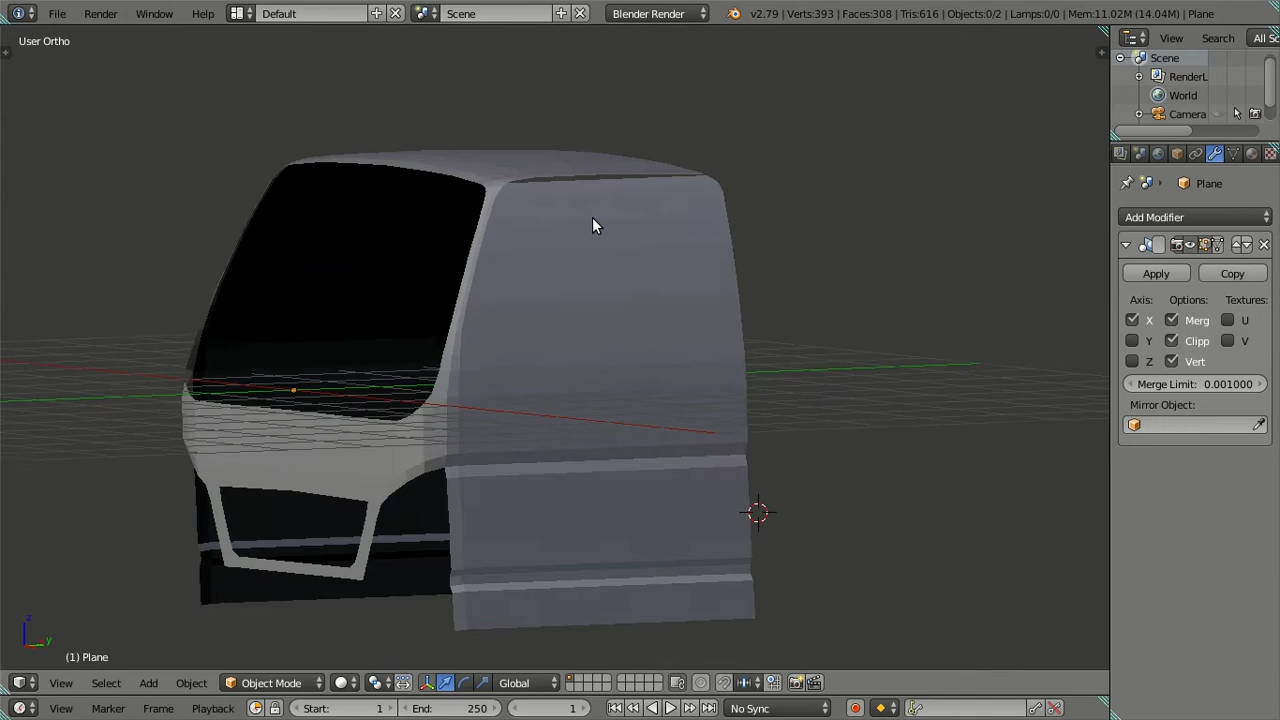 File Render Window Help Default Scene Blender Render v2.79 | Verts:393 | Faces:308 | Tris:616 | Objects:0/2 | Lamps:0/0 | Mem:11.02M (14.04M) | Plane
User Ortho
View Search All Sc
Scene
RenderL
World
Camera
Plane
Add Modifier
Apply Copy
Axis: Options: Textures:
X Merg U
Y Clipp V
Z Vert
Merge Limit: 0.001000
Mirror Object:
z
y
(1) Plane
View Select Add Object Object Mode Global
View Marker Frame Playback Start: 1 End: 250 1 No Sync